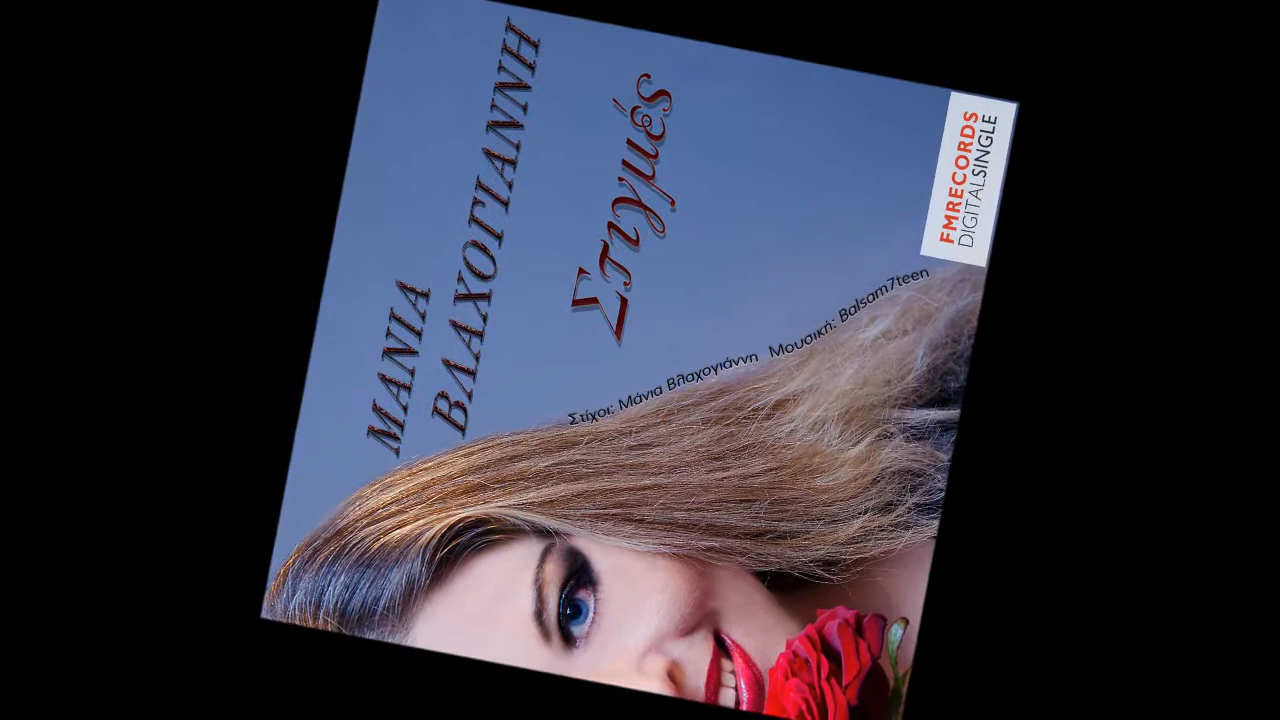 ΜΑΝΙΑ
ΒΛΑΧΟΓΙΑΝΝΗ
Στιγμές
Στίχοι: Μάνια Βλαχογιάννη Μουσική: Balsam7teen
FMRECORDS
DIGITALSINGLE